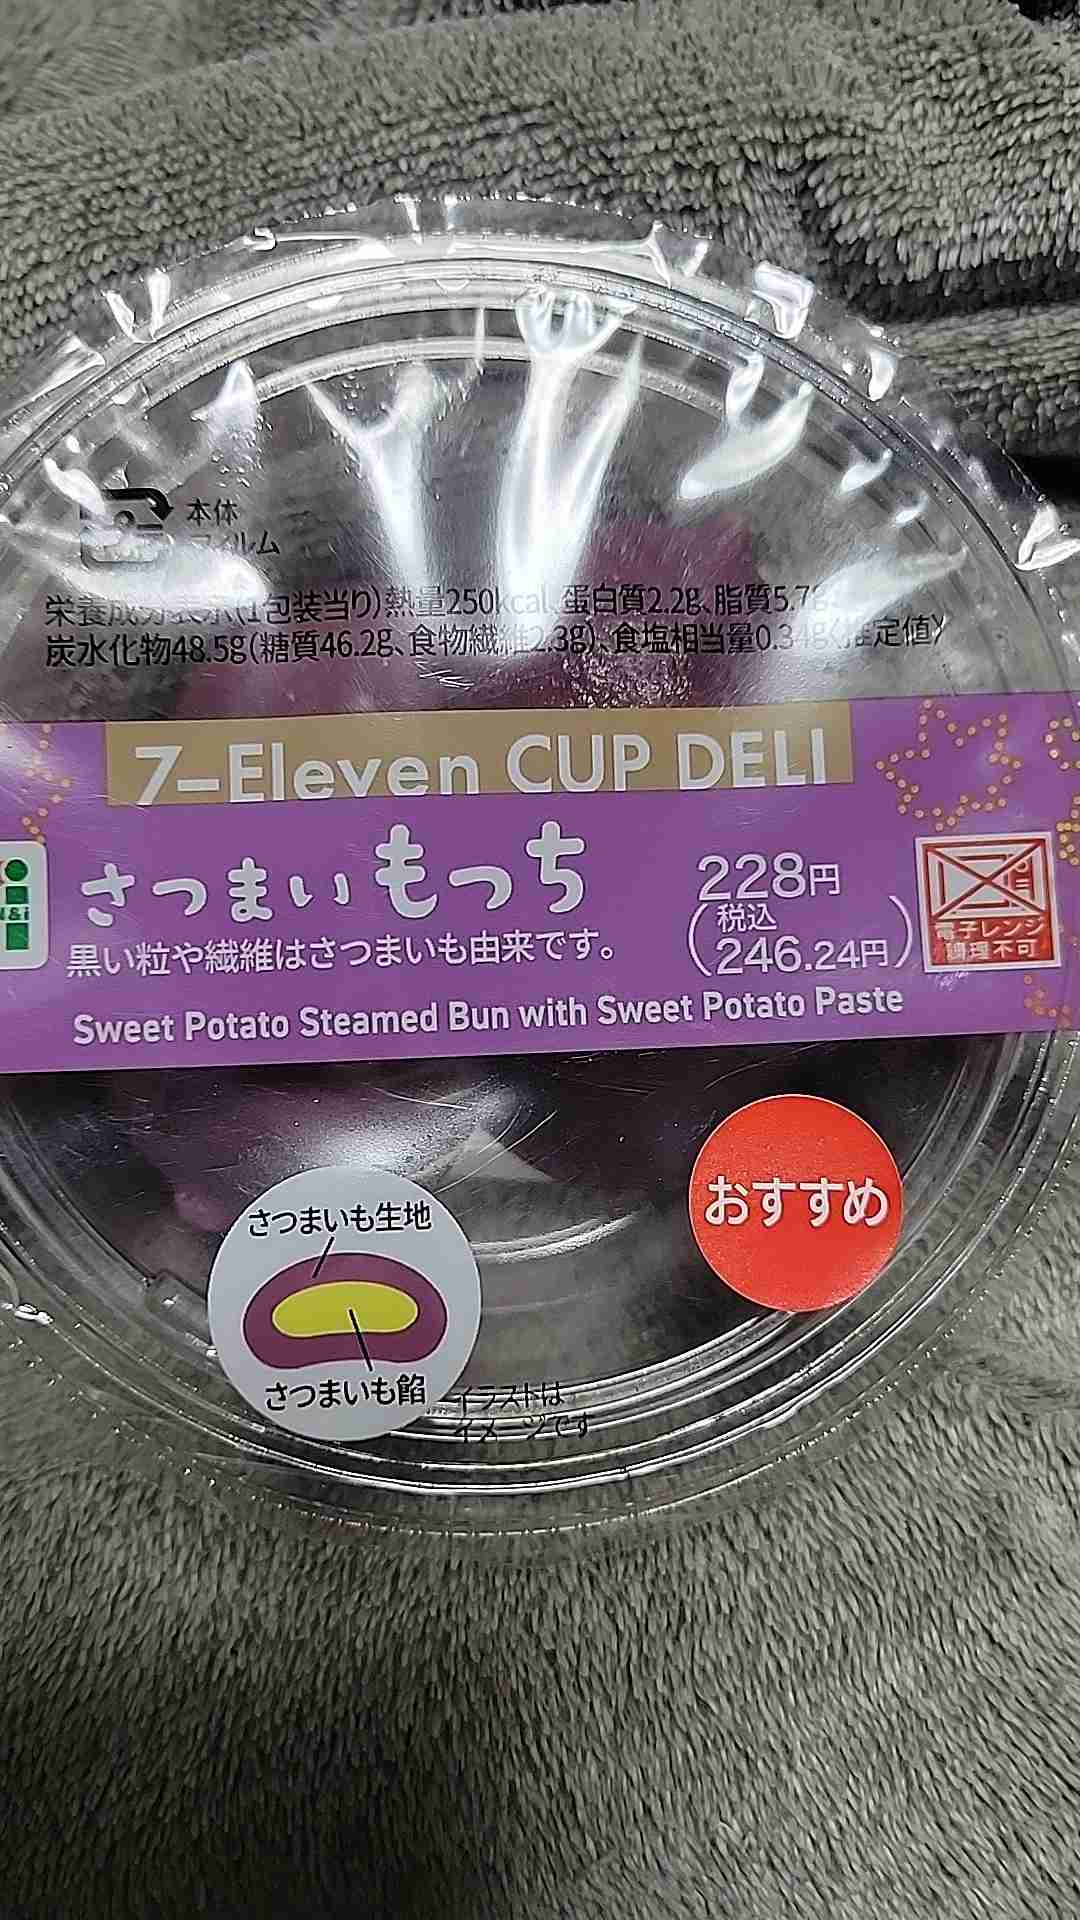 本体
栄養成分表示(1包装当り)熱量250kcal、蛋白質2.2g、脂質5.7g、
炭水化物48.5g(糖質46.2g、食物繊維2.3g)、食塩相当量0.34g(推定値)
7-Eleven CUP DELI
さつまいもっち
228円
黒い粒や繊維はさつまいも由来です。
(税込
246.24円)
電子レンジ
調理不可
Sweet Potato Steamed Bun with Sweet Potato Paste
おすすめ
さつまいも生地
さつまいも餡
イラストは
イメージです